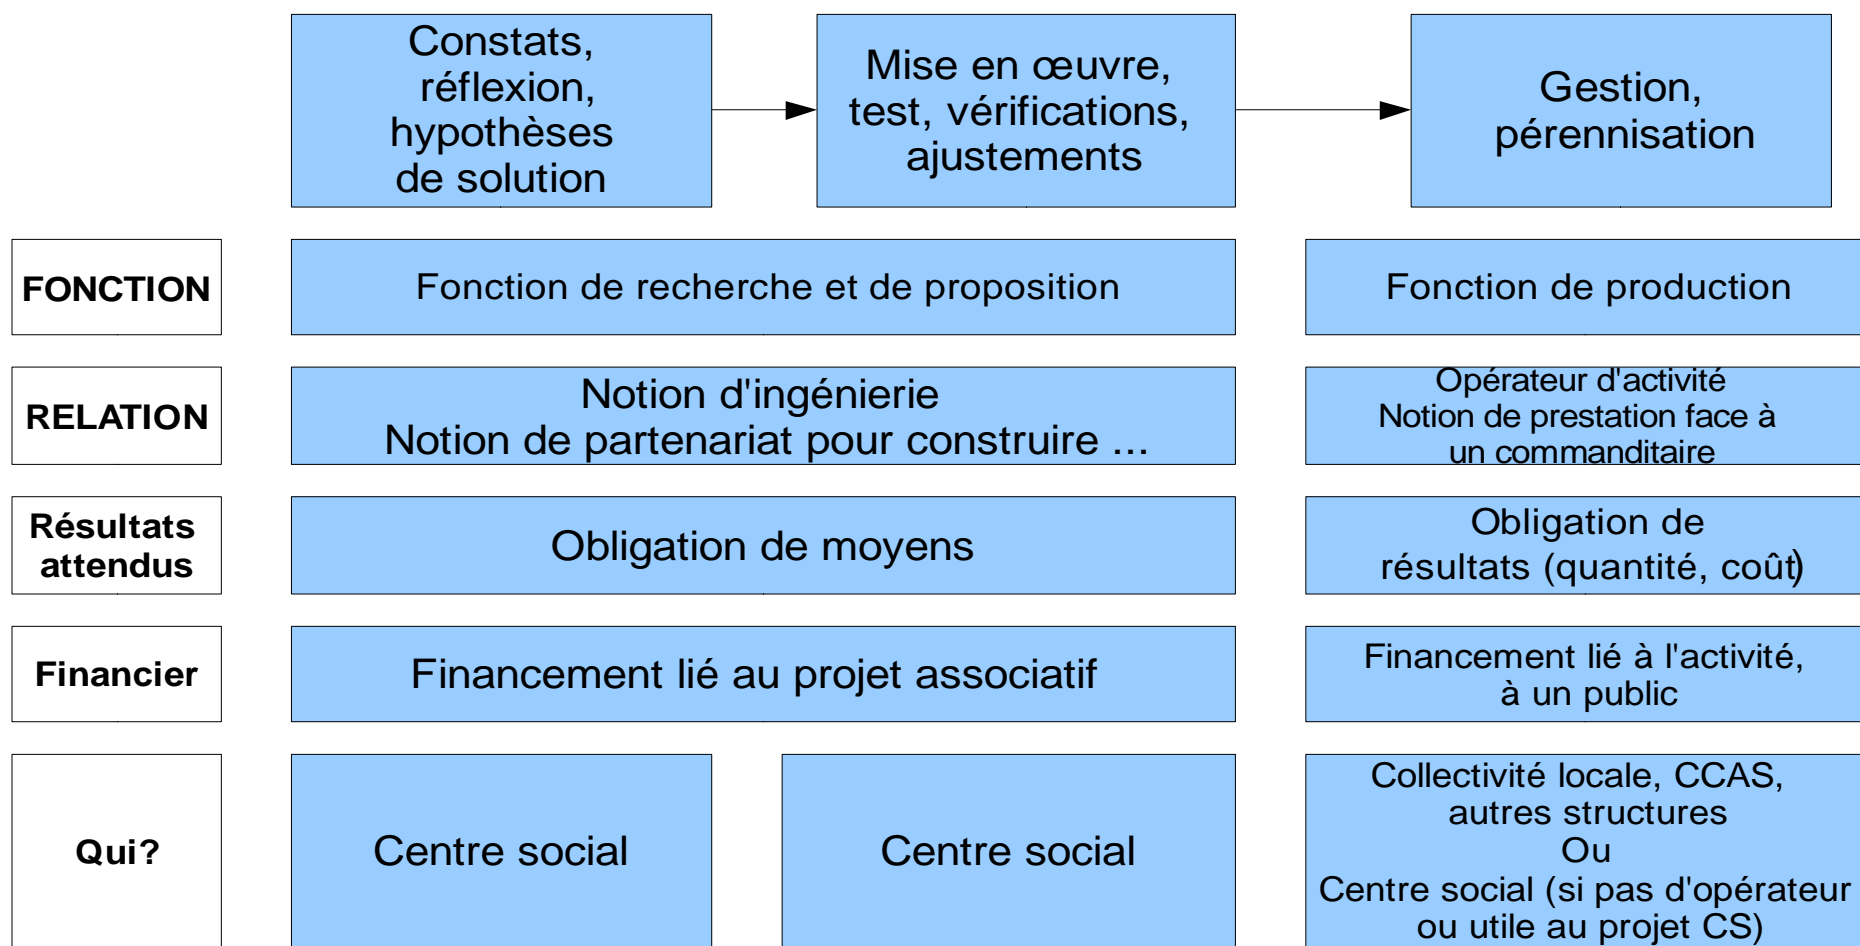 Constats,
réflexion,
hypothèses
de solution
Mise en œuvre,
test, vérifications,
ajustements
Gestion,
pérennisation
FONCTION
Fonction de recherche et de proposition
Fonction de production
RELATION
Notion d'ingénierie
Notion de partenariat pour construire ...
Opérateur d'activité
Notion de prestation face à
un commanditaire
Résultats
attendus
Obligation de moyens
Obligation de
résultats (quantité, coût)
Financier
Financement lié au projet associatif
Financement lié à l'activité,
à un public
Qui?
Centre social
Centre social
Collectivité locale, CCAS,
autres structures
Ou
Centre social (si pas d'opérateur
ou utile au projet CS)